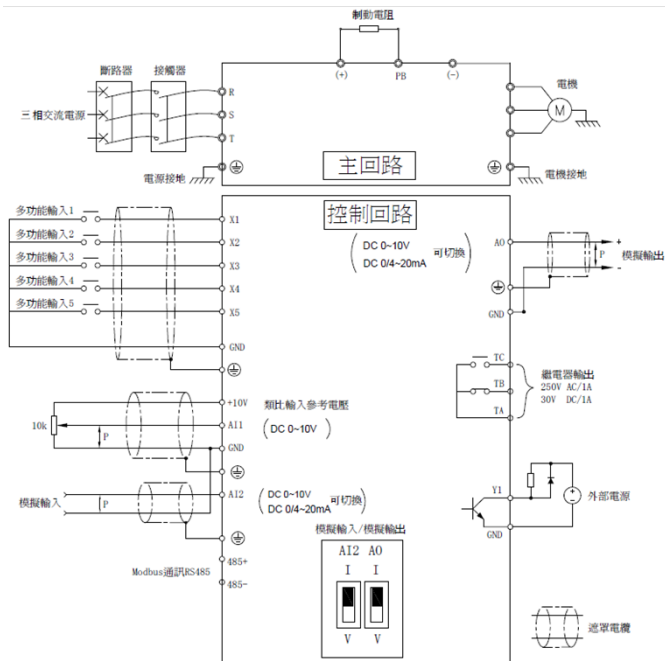 制動電阻
(+)
PB
(-)
斷路器
接觸器
電機
三相交流電源
R
S
T
M
電源接地
主回路
電機接地
控制回路
多功能輸入1
多功能輸入2
多功能輸入3
多功能輸入4
多功能輸入5
X1
X2
X3
X4
X5
GND
DC 0~10V
DC 0/4~20mA
可切換
AO
P
+
-
模擬輸出
GND
TC
TB
TA
繼電器輸出
250V AC/1A
30V DC/1A
+10V
類比輸入參考電壓
10k
AI1
(DC 0~10V)
P
GND
模擬輸入
P
AI2
DC 0~10V
DC 0/4~20mA
可切換
Y1
GND
外部電源
485+
Modbus通訊RS485
485-
模擬輸入/模擬輸出
AI2 AO
I I
V V
遮罩電纜